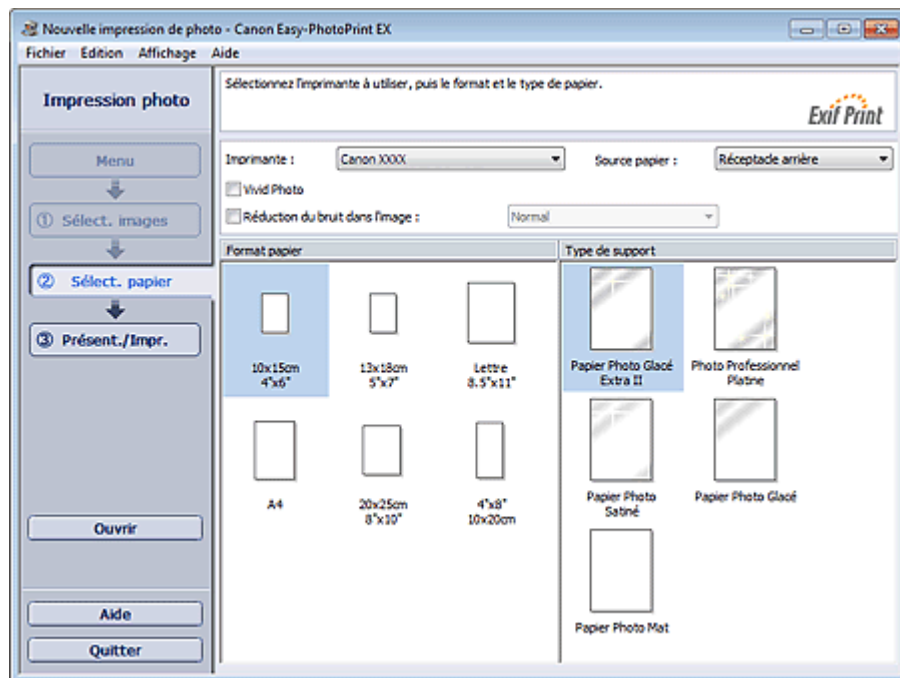 Nouvelle impression de photo - Canon Easy-PhotoPrint EX
Fichier Édition Affichage Aide
Impression photo
Sélectionnez l'imprimante à utiliser, puis le format et le type de papier.
Exif Print
Menu
① Sélect. images
② Sélect. papier
③ Présent./Impr.
Ouvrir
Aide
Quitter
Imprimante : Canon XXXX Source papier : Réceptacle arrière
Vivid Photo
Réduction du bruit dans l'image : Normal
Format papier
10x15cm
4"x6"
13x18cm
5"x7"
Lettre
8.5"x11"
A4
20x25cm
8"x10"
4"x8"
10x20cm
Type de support
Papier Photo Glacé
Extra II
Photo Professionnel
Platine
Papier Photo
Satiné
Papier Photo Glacé
Papier Photo Mat